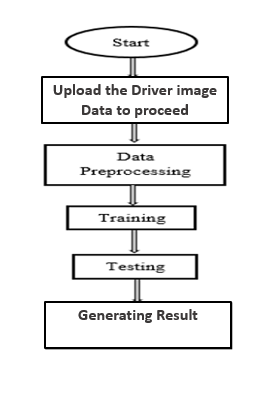 Start
Upload the Driver image
Data to proceed
Data
Preprocessing
Training
Testing
Generating Result